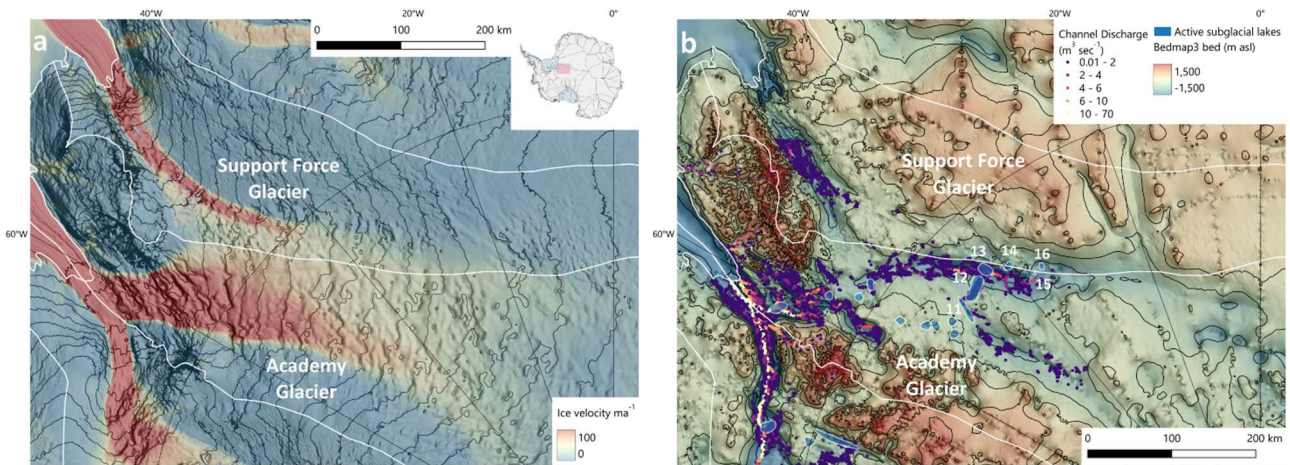 40°W
20°W
0°
a
0
100
200 km
Support Force
Glacier
60°W
Academy
Glacier
Ice velocity ma⁻¹
100
0
40°W
20°W
0°
b
Channel Discharge
(m³ sec⁻¹)
0.01 - 2
2 - 4
4 - 6
6 - 10
10 - 70
Active subglacial lakes
Bedmap3 bed (m asl)
1,500
-1,500
Support Force
Glacier
60°W
13
14
16
12
15
11
Academy
Glacier
0
100
200 km